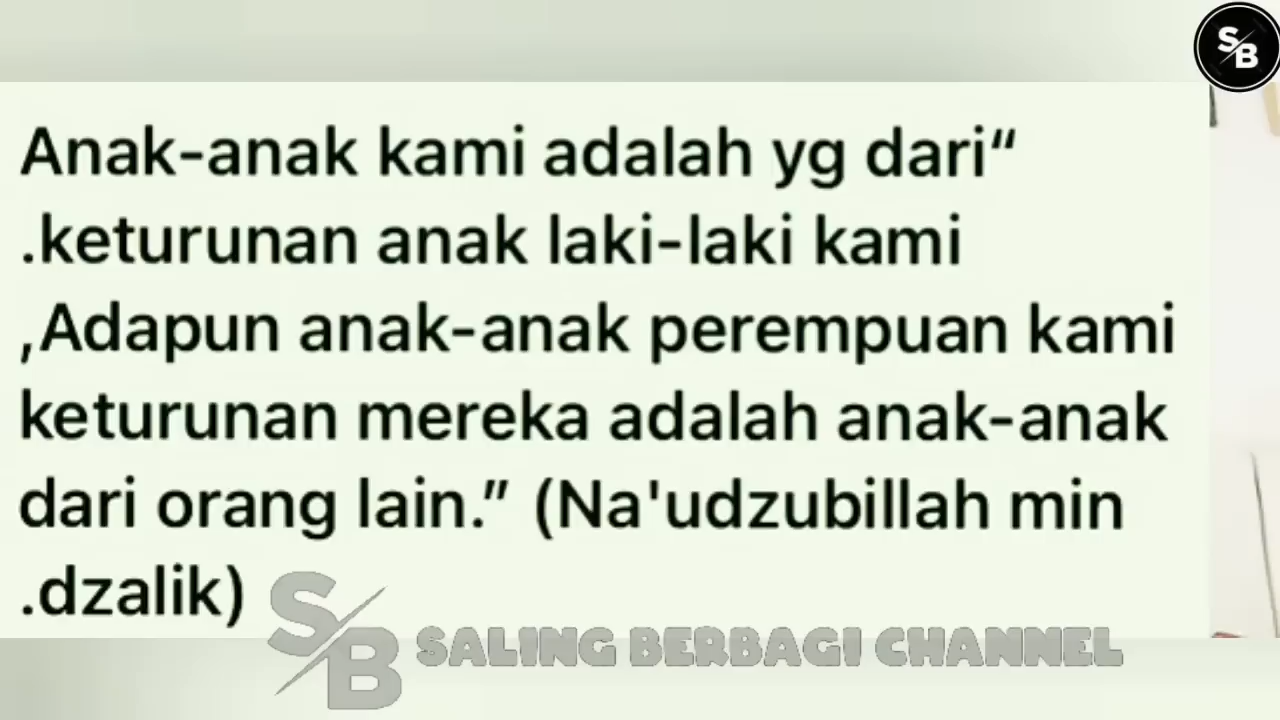 SB
Anak-anak kami adalah yg dari“
.keturunan anak laki-laki kami
,Adapun anak-anak perempuan kami
keturunan mereka adalah anak-anak
dari orang lain.” (Na'udzubillah min
.dzalik)
SB SALING BERBAGI CHANNEL